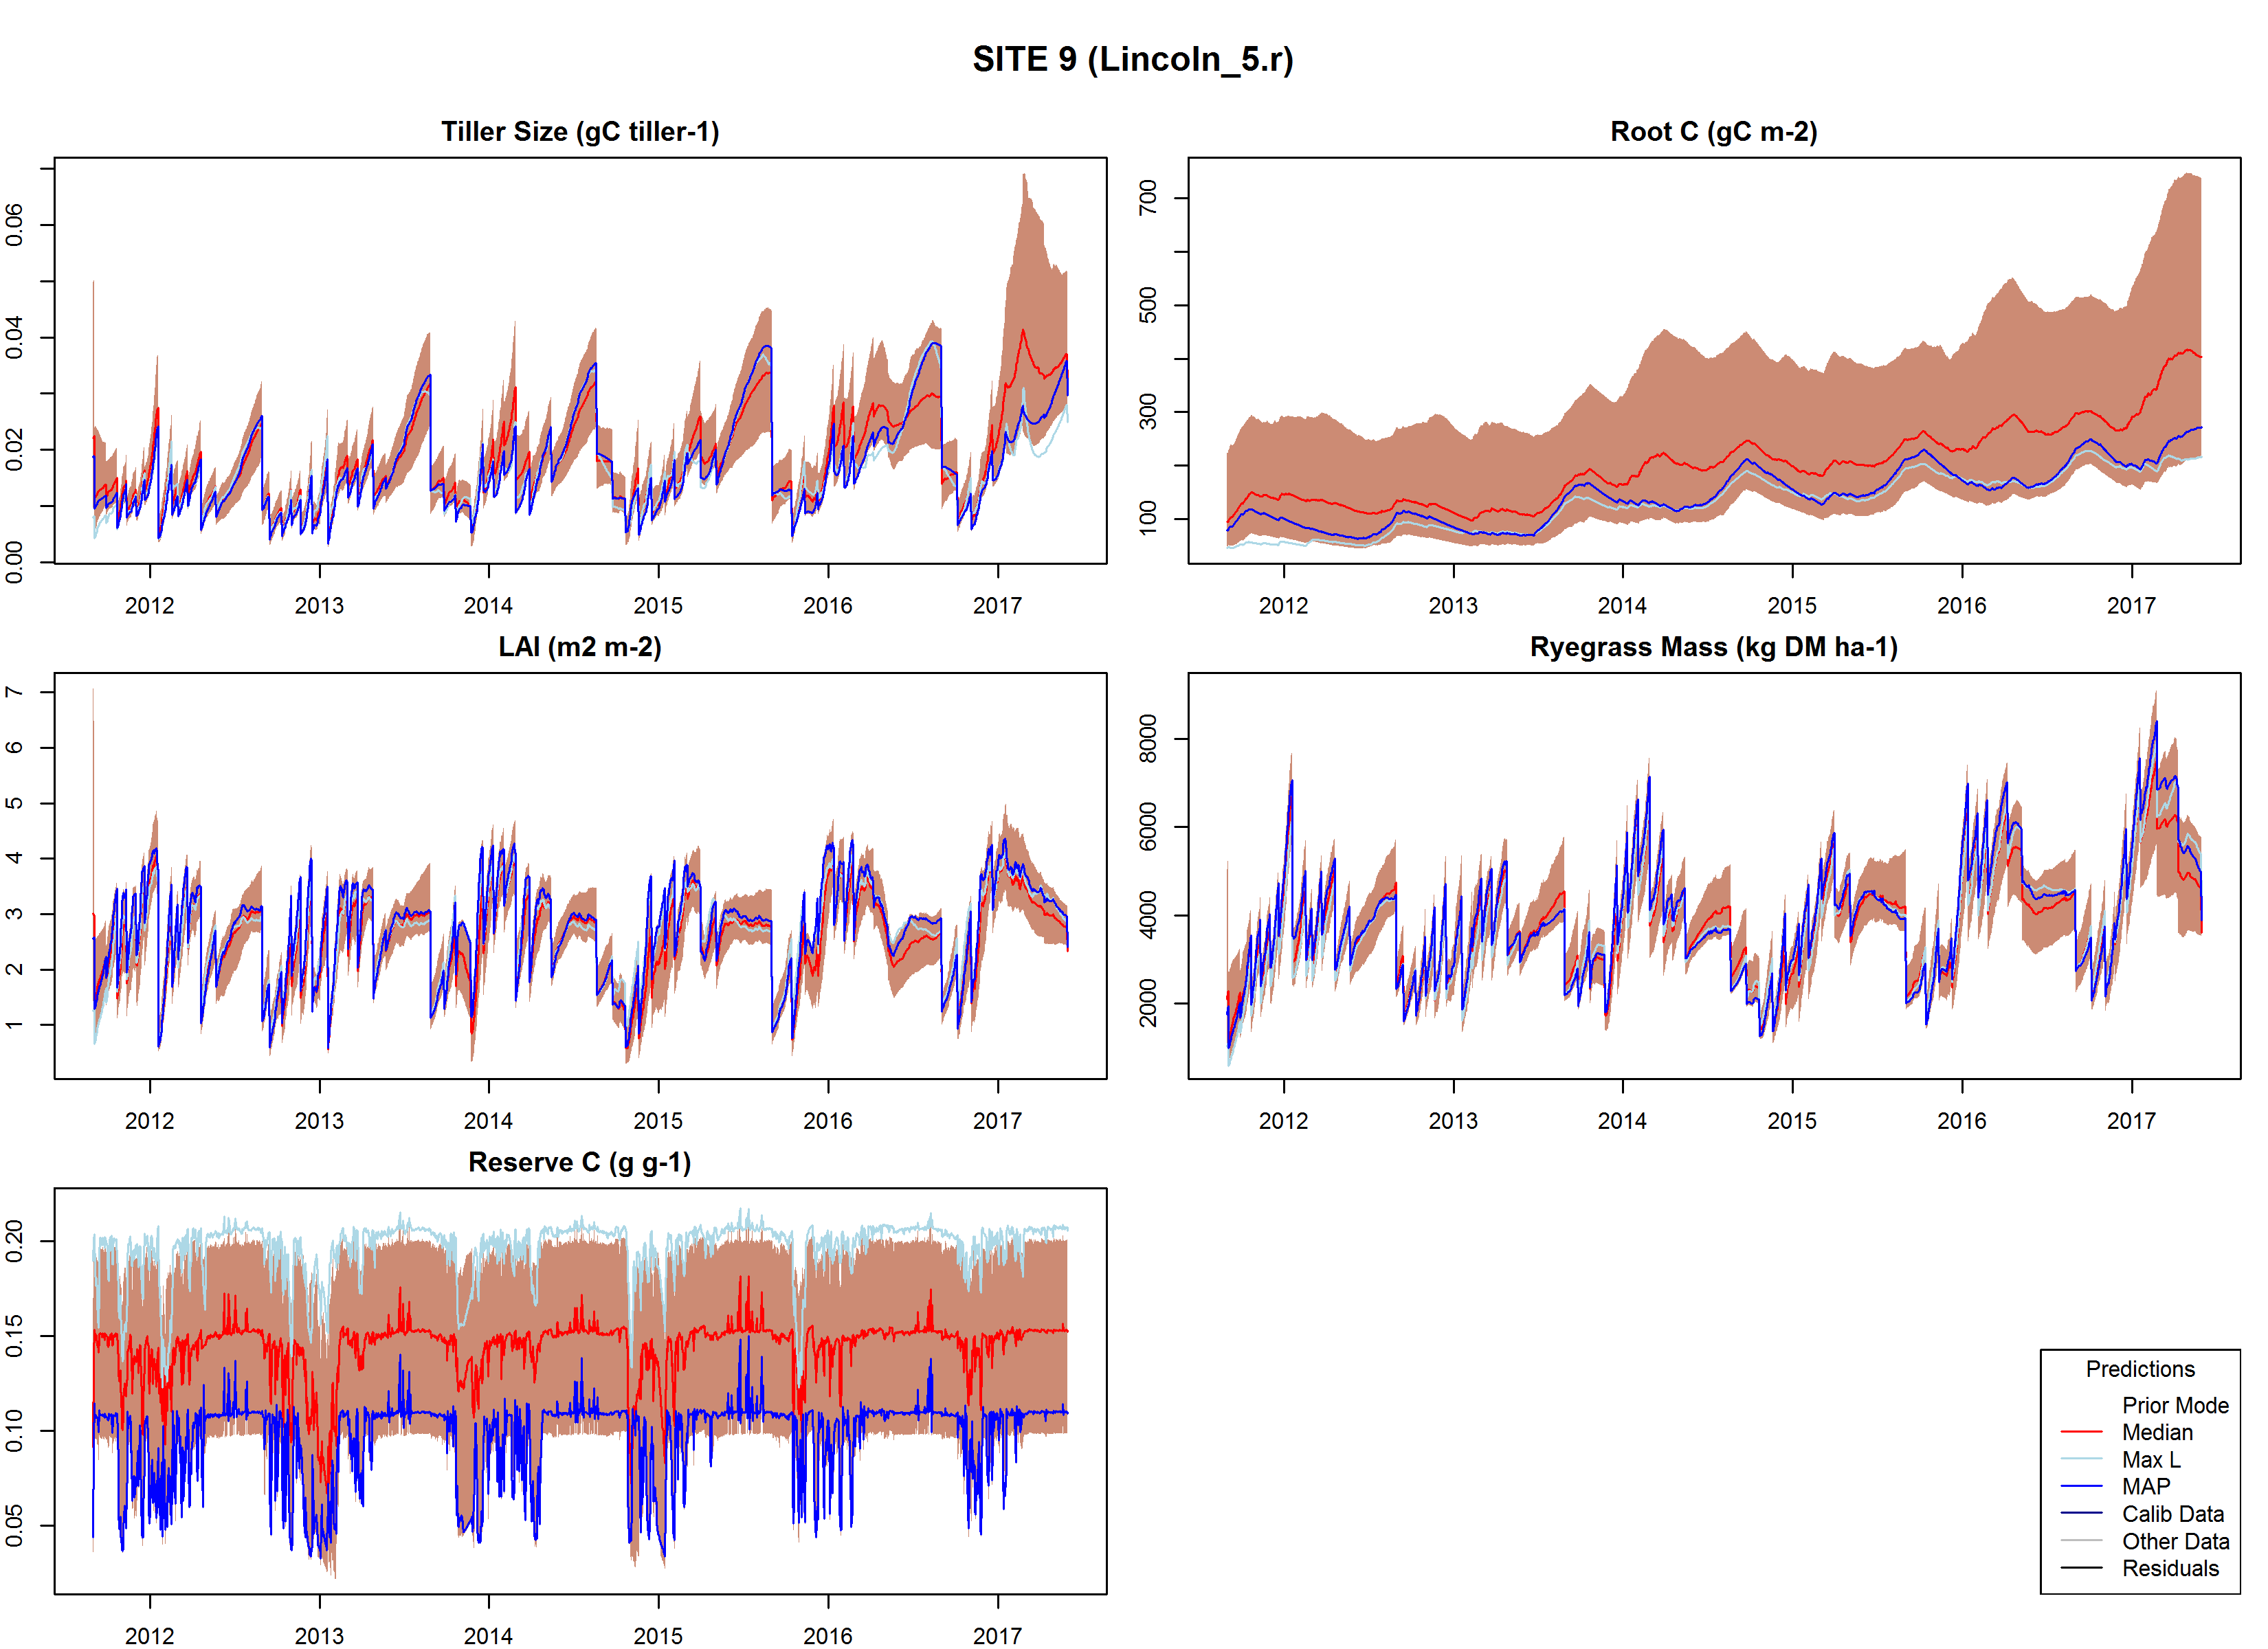 SITE 9 (Lincoln_5.r)
Tiller Size (gC tiller-1)
0.00 0.02 0.04 0.06
2012 2013 2014 2015 2016 2017
Root C (gC m-2)
100 300 500 700
2012 2013 2014 2015 2016 2017
LAI (m2 m-2)
1 2 3 4 5 6 7
2012 2013 2014 2015 2016 2017
Ryegrass Mass (kg DM ha-1)
2000 4000 6000 8000
2012 2013 2014 2015 2016 2017
Reserve C (g g-1)
0.05 0.10 0.15 0.20
2012 2013 2014 2015 2016 2017
Predictions
Prior Mode
Median
Max L
MAP
Calib Data
Other Data
Residuals